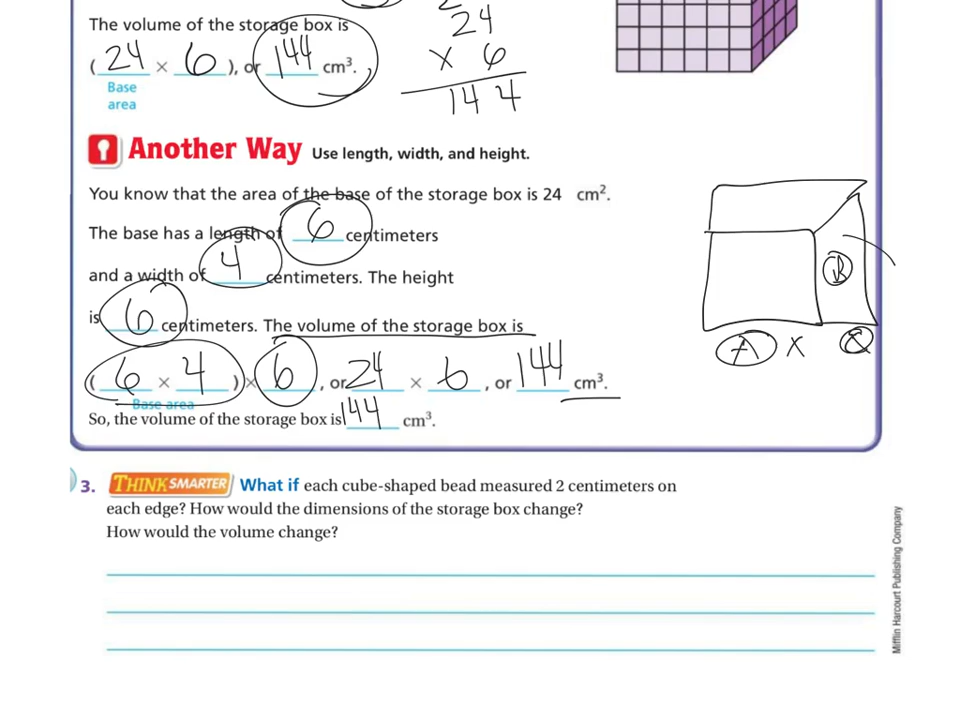 The volume of the storage box is
24
( 24 × 6 ), or 144 cm³.
× 6
144
Base
area
Another Way Use length, width, and height.
You know that the area of the base of the storage box is 24 cm².
The base has a length of 6 centimeters
and a width of 4 centimeters. The height
is 6 centimeters. The volume of the storage box is
( 6 × 4 ) × 6 , or 24 × 6 , or 144 cm³.
Base area
So, the volume of the storage box is 144 cm³.
B
A X
3. THINK SMARTER What if each cube-shaped bead measured 2 centimeters on
each edge? How would the dimensions of the storage box change?
How would the volume change?
Mifflin Harcourt Publishing Company